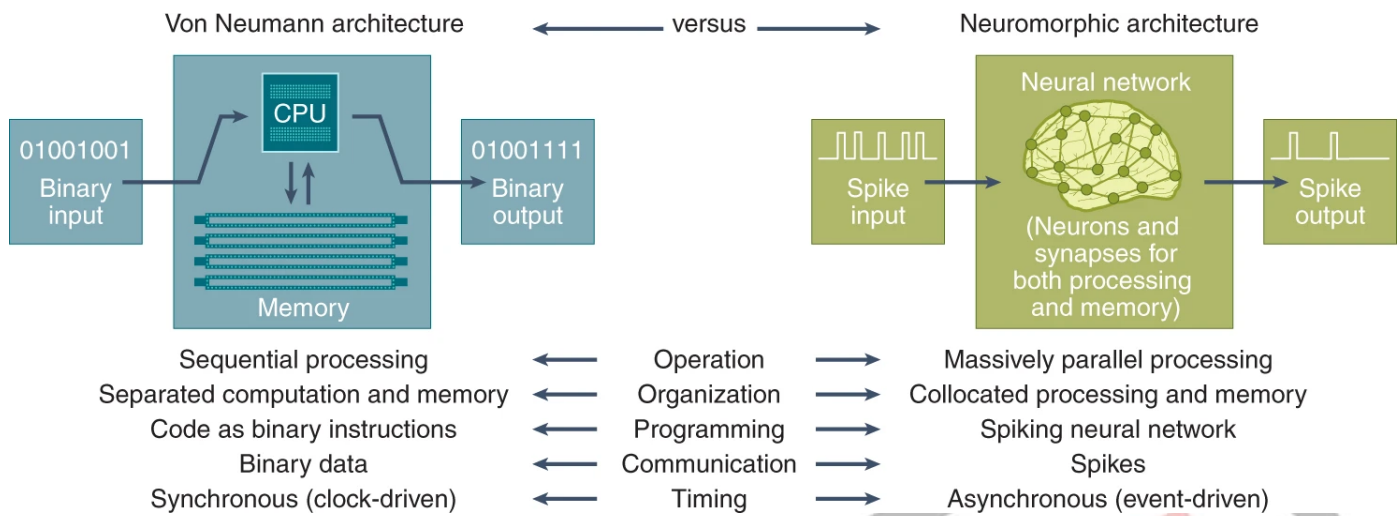 Von Neumann architecture versus Neuromorphic architecture
CPU
01001001
Binary
input
01001111
Binary
output
Memory
Neural network
Spike
input
(Neurons and
synapses for
both processing
and memory)
Spike
output
Sequential processing Operation Massively parallel processing
Separated computation and memory Organization Collocated processing and memory
Code as binary instructions Programming Spiking neural network
Binary data Communication Spikes
Synchronous (clock-driven) Timing Asynchronous (event-driven)